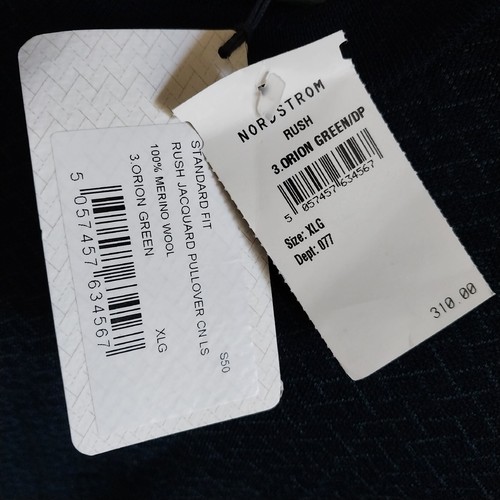 STANDARD FIT
RUSH JACQUARD PULLOVER CN LS
100% MERINO WOOL
3.ORION GREEN
S50
XLG
5 057457 634567
NORDSTROM
RUSH
3.ORION GREEN/DP
5 057457 634567
Size: XLG
Dept: 077
310.00